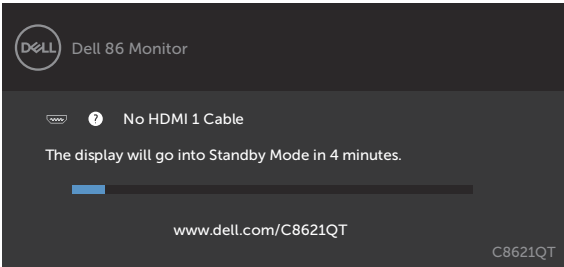 DELL
Dell 86 Monitor
? No HDMI 1 Cable
The display will go into Standby Mode in 4 minutes.
www.dell.com/C8621QT
C8621QT